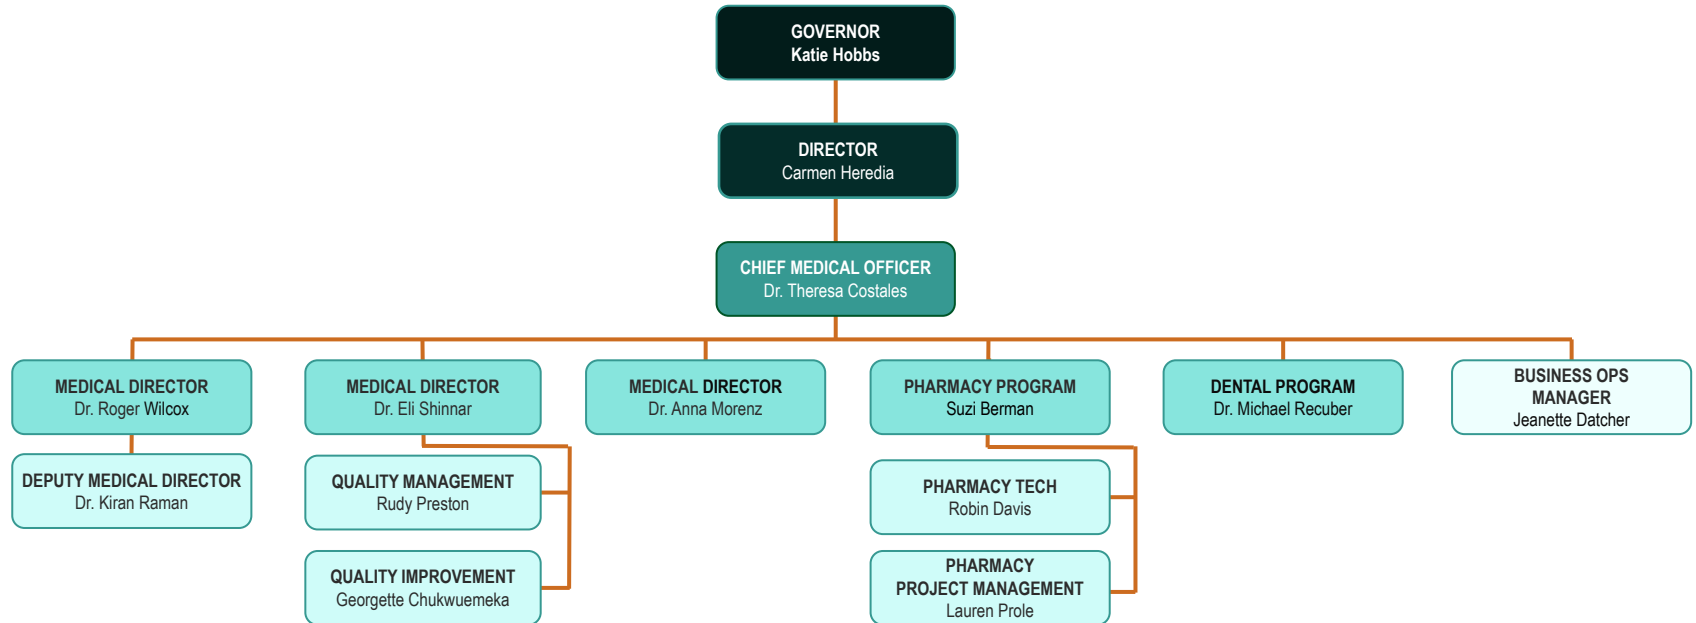 GOVERNOR
Katie Hobbs
DIRECTOR
Carmen Heredia
CHIEF MEDICAL OFFICER
Dr. Theresa Costales
MEDICAL DIRECTOR
Dr. Roger Wilcox
MEDICAL DIRECTOR
Dr. Eli Shinnar
MEDICAL DIRECTOR
Dr. Anna Morenz
PHARMACY PROGRAM
Suzi Berman
DENTAL PROGRAM
Dr. Michael Recuber
BUSINESS OPS
MANAGER
Jeanette Datcher
DEPUTY MEDICAL DIRECTOR
Dr. Kiran Raman
QUALITY MANAGEMENT
Rudy Preston
PHARMACY TECH
Robin Davis
QUALITY IMPROVEMENT
Georgette Chukwuemeka
PHARMACY
PROJECT MANAGEMENT
Lauren Prole